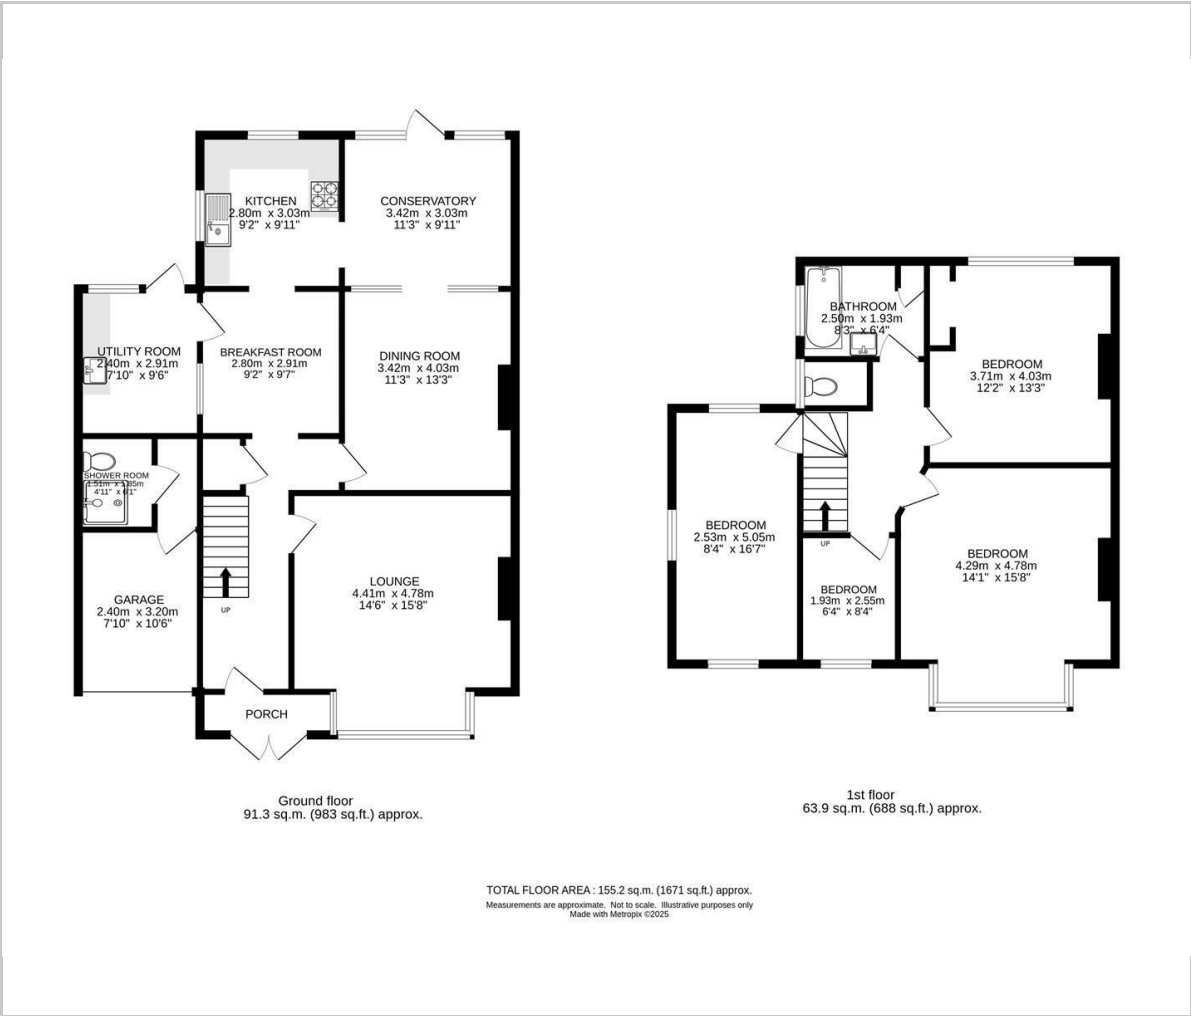 KITCHEN
2.80m x 3.03m
9'2" x 9'11"
CONSERVATORY
3.42m x 3.03m
11'3" x 9'11"
UTILITY ROOM
2.40m x 2.91m
7'10" x 9'6"
BREAKFAST ROOM
2.80m x 2.91m
9'2" x 9'7"
DINING ROOM
3.42m x 4.03m
11'3" x 13'3"
SHOWER ROOM
1.51m x 1.85m
4'11" x 6'1"
GARAGE
2.40m x 3.20m
7'10" x 10'6"
UP
LOUNGE
4.41m x 4.78m
14'6" x 15'8"
PORCH
Ground floor
91.3 sq.m. (983 sq.ft.) approx.
BATHROOM
2.50m x 1.93m
8'3" x 6'4"
BEDROOM
3.71m x 4.03m
12'2" x 13'3"
BEDROOM
2.53m x 5.05m
8'4" x 16'7"
UP
BEDROOM
1.93m x 2.55m
6'4" x 8'4"
BEDROOM
4.29m x 4.78m
14'1" x 15'8"
1st floor
63.9 sq.m. (688 sq.ft.) approx.
TOTAL FLOOR AREA : 155.2 sq.m. (1671 sq.ft.) approx.
Measurements are approximate. Not to scale. Illustrative purposes only
Made with Metropix ©2025